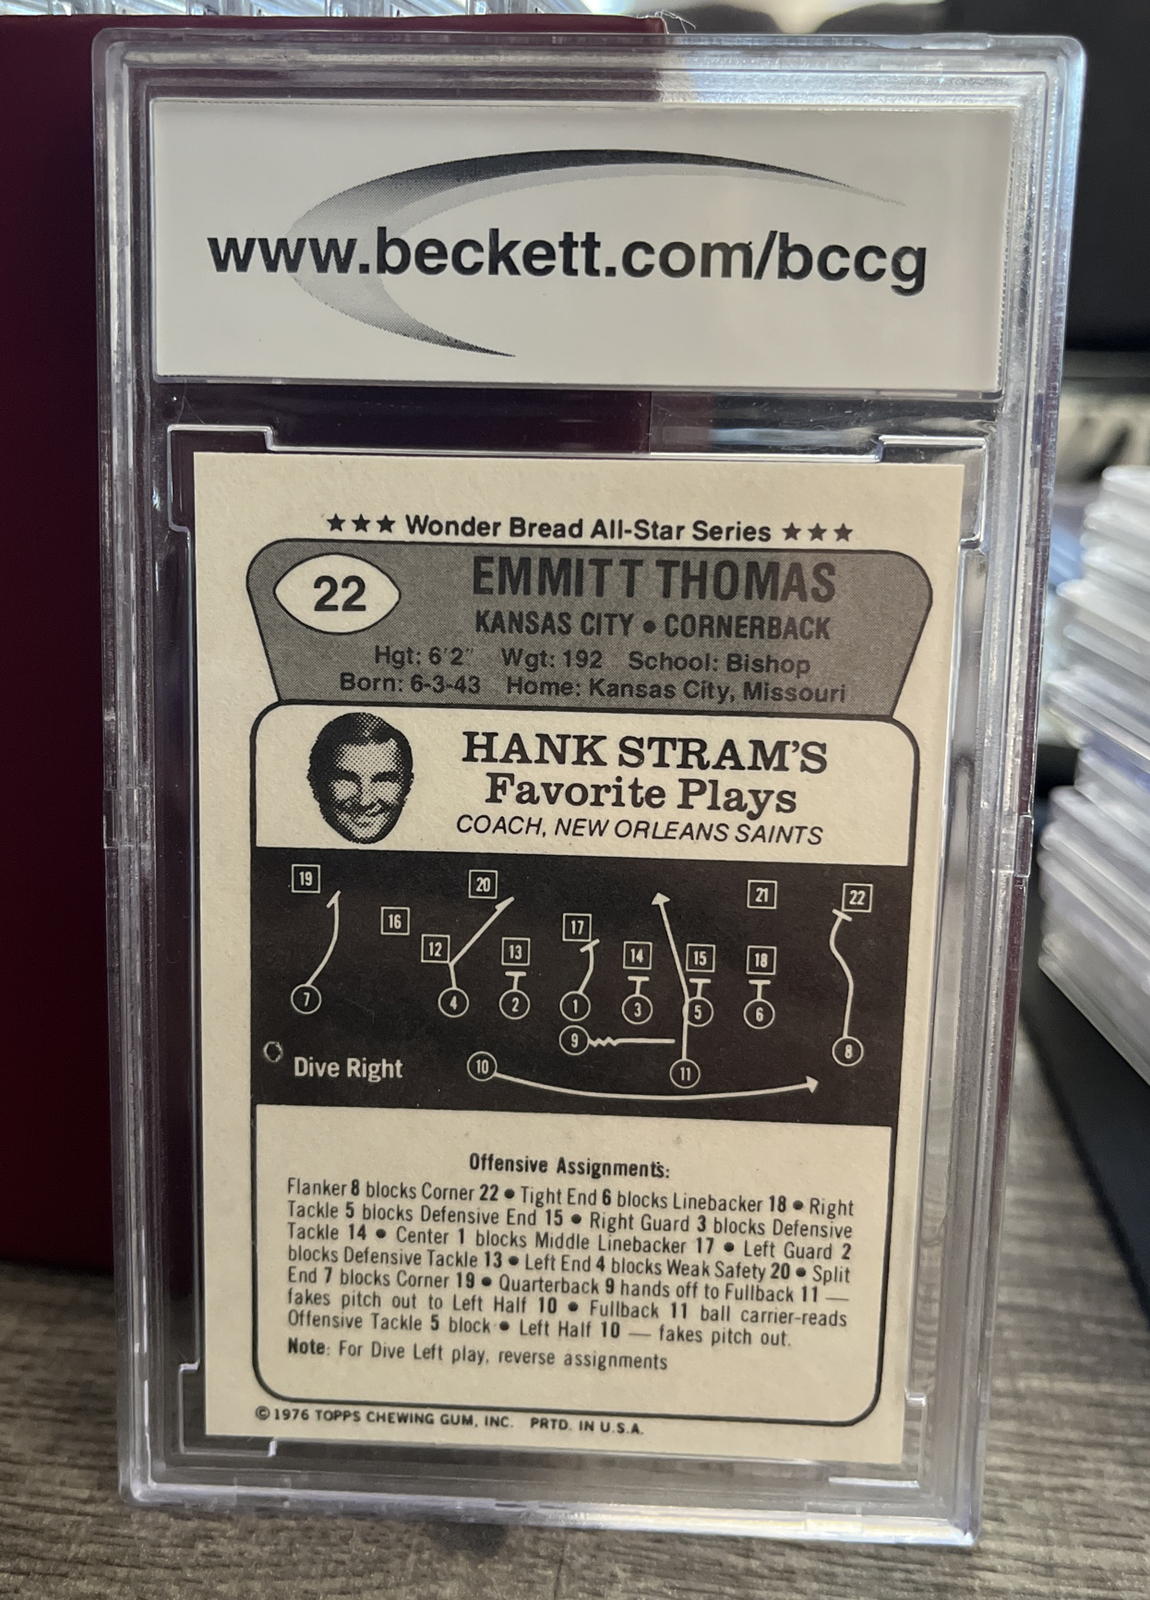 www.beckett.com/bccg
★★★ Wonder Bread All-Star Series ★★★
22
EMMITT THOMAS
KANSAS CITY • CORNERBACK
Hgt: 6'2" Wgt: 192 School: Bishop
Born: 6-3-43 Home: Kansas City, Missouri
HANK STRAM'S
Favorite Plays
COACH, NEW ORLEANS SAINTS
19 20 21 22
16 17
12 13 14 15 18
7 4 2 1 3 5 6
9 8
Dive Right 10 11
Offensive Assignments:
Flanker 8 blocks Corner 22 • Tight End 6 blocks Linebacker 18 • Right
Tackle 5 blocks Defensive End 15 • Right Guard 3 blocks Defensive
Tackle 14 • Center 1 blocks Middle Linebacker 17 • Left Guard 2
blocks Defensive Tackle 13 • Left End 4 blocks Weak Safety 20 • Split
End 7 blocks Corner 19 • Quarterback 9 hands off to Fullback 11 —
fakes pitch out to Left Half 10 • Fullback 11 ball carrier-reads
Offensive Tackle 5 block • Left Half 10 — fakes pitch out.
Note: For Dive Left play, reverse assignments
© 1976 TOPPS CHEWING GUM, INC. PRTD. IN U.S.A.